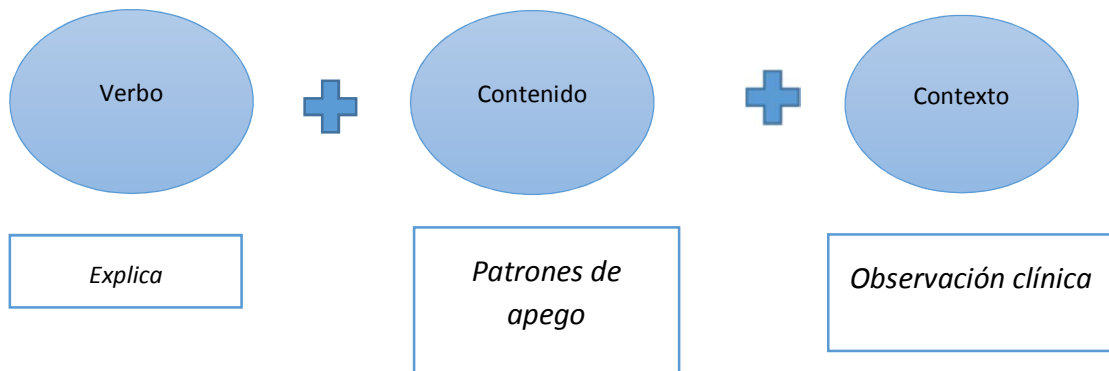 Verbo
Contenido
Contexto
Explica
Patrones de
apego
Observación clínica